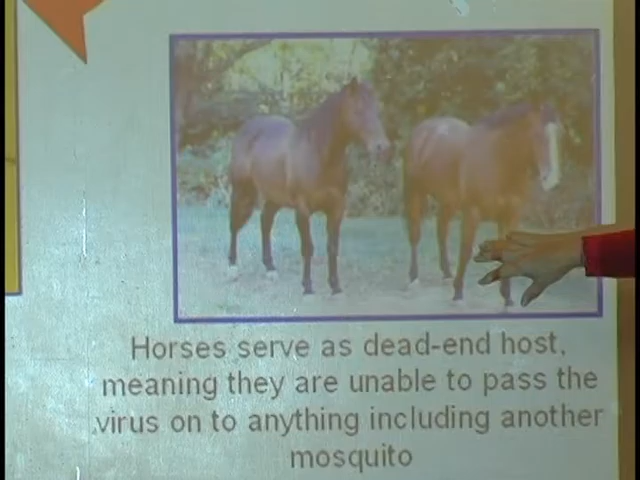 Horses serve as dead-end host,
meaning they are unable to pass the
virus on to anything including another
mosquito